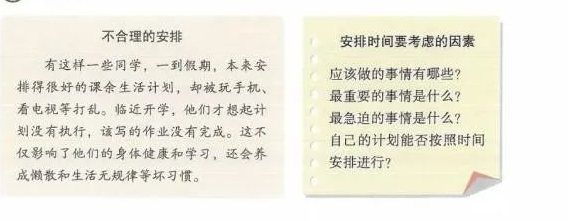 不合理的安排
有这样一些同学，一到假期，本来安
排得很好的课余生活计划，却被玩手机、
看电视等打乱。临近开学，他们才想起计
划没有执行，该写的作业没有完成。这不
仅影响了他们的身体健康和学习，还会养
成懒散和生活无规律等坏习惯。
安排时间要考虑的因素
应该做的事情有哪些？
最重要的事情是什么？
最急迫的事情是什么？
自己的计划能否按照时间
安排进行？